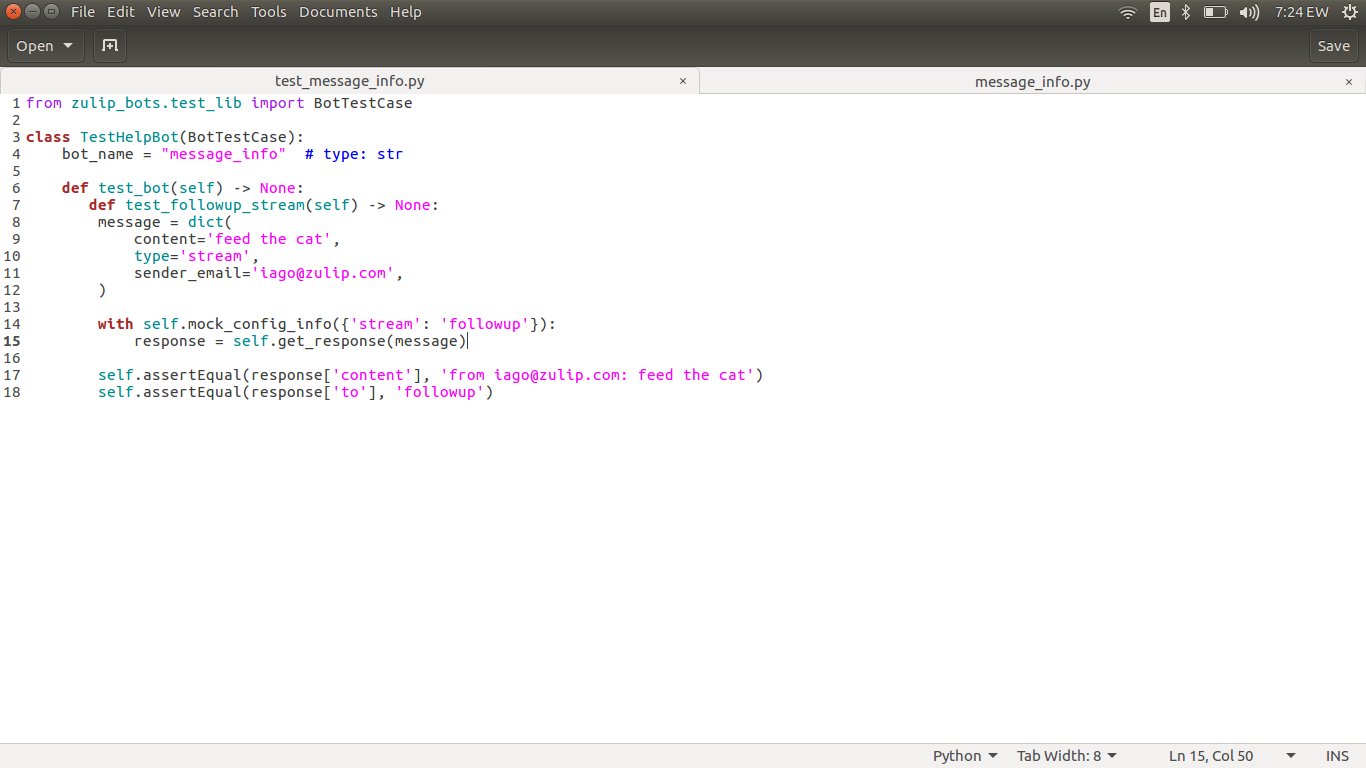 File Edit View Search Tools Documents Help En 7:24 EW
Open Save
test_message_info.py × message_info.py ×
1 from zulip_bots.test_lib import BotTestCase
2
3 class TestHelpBot(BotTestCase):
4     bot_name = "message_info"  # type: str
5
6     def test_bot(self) -> None:
7        def test_followup_stream(self) -> None:
8         message = dict(
9             content='feed the cat',
10             type='stream',
11             sender_email='iago@zulip.com',
12         )
13
14         with self.mock_config_info({'stream': 'followup'}):
15             response = self.get_response(message)
16
17         self.assertEqual(response['content'], 'from iago@zulip.com: feed the cat')
18         self.assertEqual(response['to'], 'followup')
Python Tab Width: 8 Ln 15, Col 50 INS